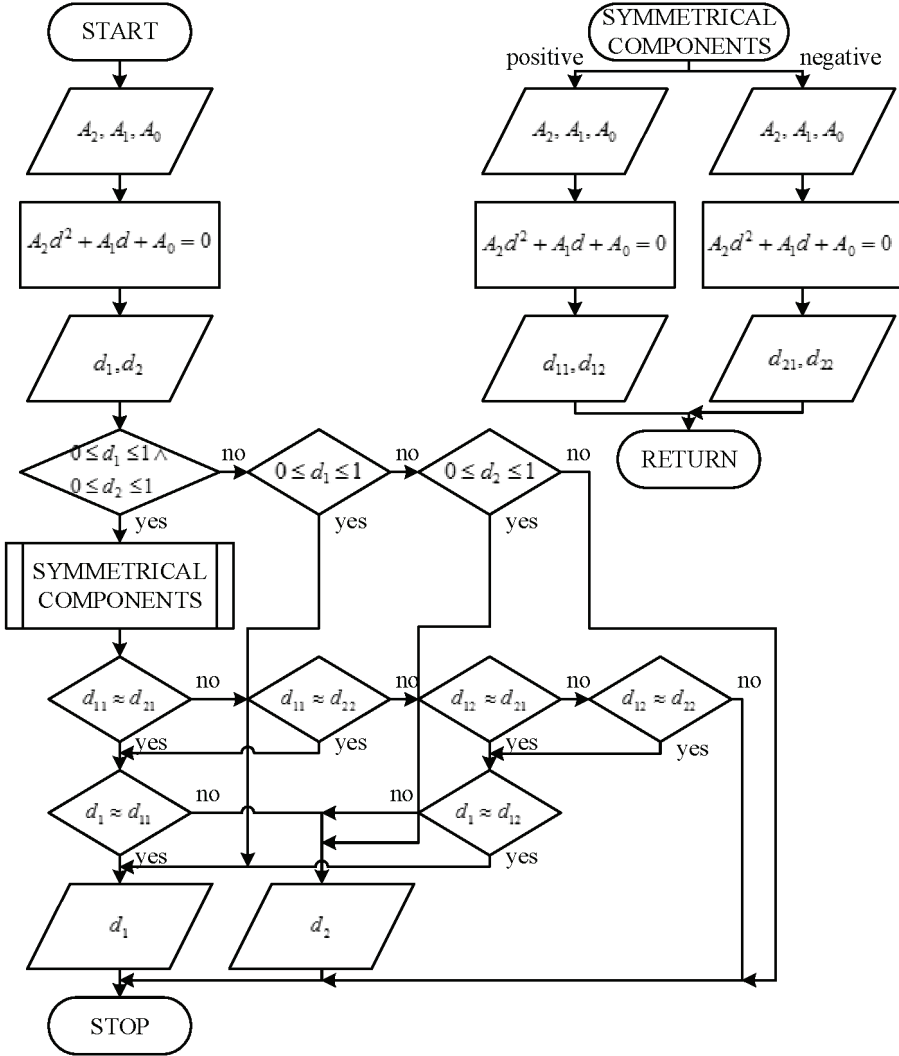 START
A₂, A₁, A₀
A₂d² + A₁d + A₀ = 0
d₁, d₂
0 ≤ d₁ ≤ 1 ∧
0 ≤ d₂ ≤ 1
no
yes
0 ≤ d₁ ≤ 1
no
yes
0 ≤ d₂ ≤ 1
no
yes
SYMMETRICAL
COMPONENTS
d₁₁ ≈ d₂₁
no
yes
d₁₁ ≈ d₂₂
no
yes
d₁₂ ≈ d₂₁
no
yes
d₁₂ ≈ d₂₂
no
yes
d₁ ≈ d₁₁
no
yes
d₁ ≈ d₁₂
no
yes
d₁
d₂
STOP
SYMMETRICAL
COMPONENTS
positive
negative
A₂, A₁, A₀
A₂, A₁, A₀
A₂d² + A₁d + A₀ = 0
A₂d² + A₁d + A₀ = 0
d₁₁, d₁₂
d₂₁, d₂₂
RETURN